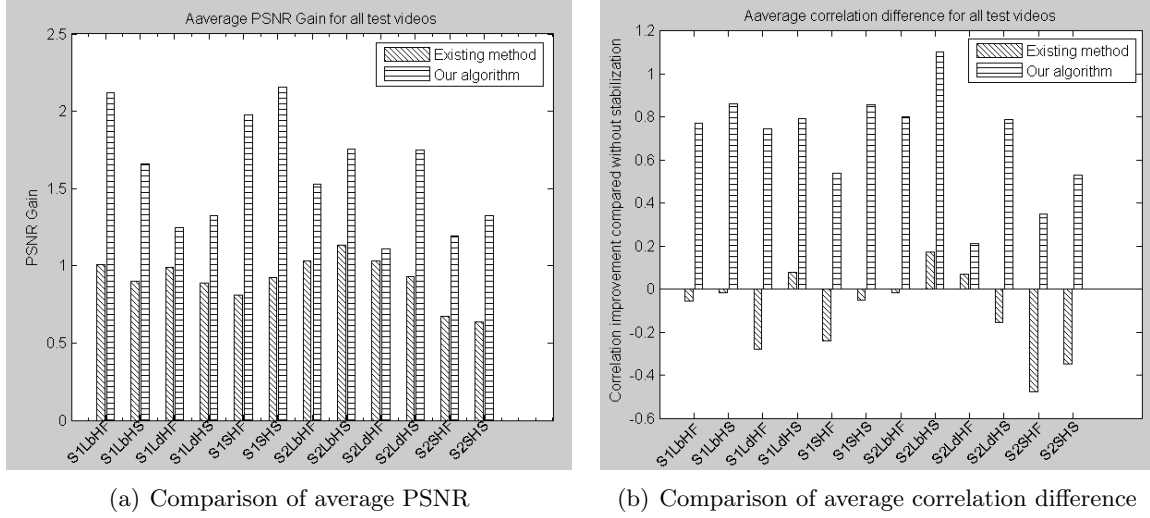 Aaverage PSNR Gain for all test videos
2.5
2
1.5
1
0.5
0
PSNR Gain
Existing method
Our algorithm
S1LbHF
S1LbHS
S1LdHF
S1LdHS
S1SHF
S1SHS
S2LbHF
S2LbHS
S2LdHF
S2LdHS
S2SHF
S2SHS
(a) Comparison of average PSNR
Aaverage correlation difference for all test videos
1.2
1
0.8
0.6
0.4
0.2
0
-0.2
-0.4
-0.6
Correlation improvement compared without stabilization
Existing method
Our algorithm
S1LbHF
S1LbHS
S1LdHF
S1LdHS
S1SHF
S1SHS
S2LbHF
S2LbHS
S2LdHF
S2LdHS
S2SHF
S2SHS
(b) Comparison of average correlation difference